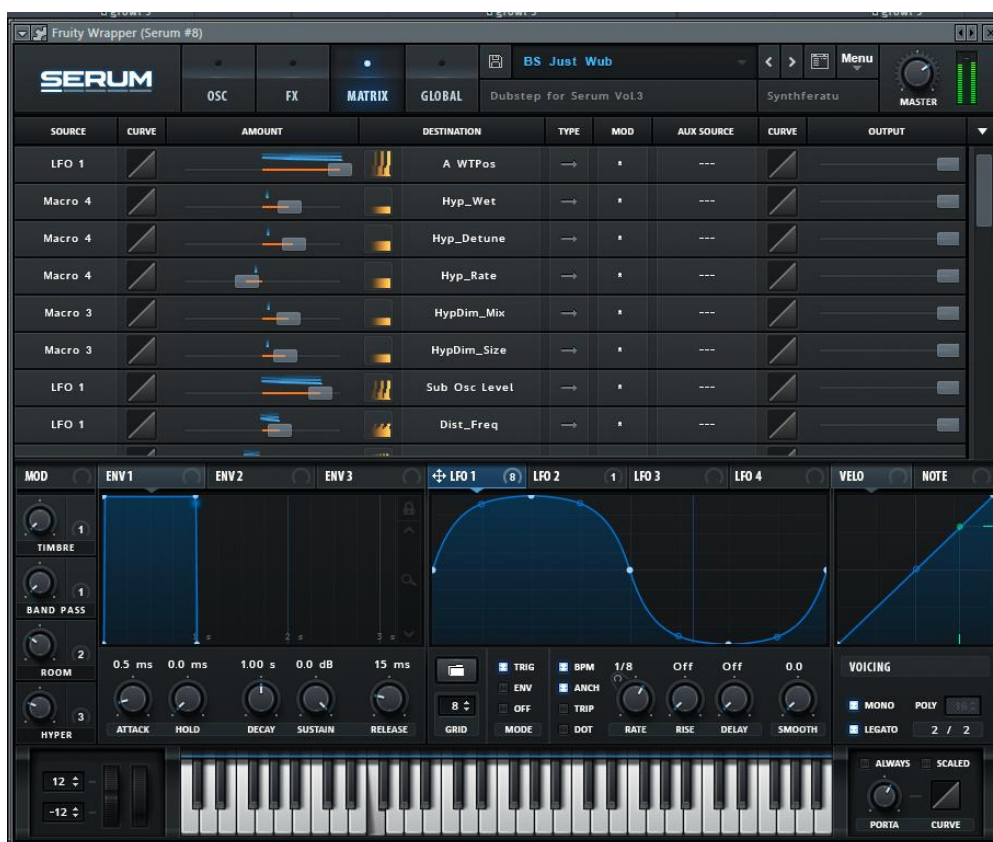 Fruity Wrapper (Serum #8)
SERUM
OSC FX MATRIX GLOBAL
BS Just Wub
Dubstep for Serum Vol.3
Synthferatu
Menu
MASTER
SOURCE CURVE AMOUNT DESTINATION TYPE MOD AUX SOURCE CURVE OUTPUT
LFO 1 A WTPos ---
Macro 4 Hyp_Wet ---
Macro 4 Hyp_Detune ---
Macro 4 Hyp_Rate ---
Macro 3 HypDim_Mix ---
Macro 3 HypDim_Size ---
LFO 1 Sub Osc Level ---
LFO 1 Dist_Freq ---
MOD ENV 1 ENV 2 ENV 3 LFO 1 8 LFO 2 1 LFO 3 LFO 4 VELO NOTE
1
TIMBRE
1
BAND PASS
2
ROOM
3
HYPER
1 s 2 s 3 s
0.5 ms 0.0 ms 1.00 s 0.0 dB 15 ms
ATTACK HOLD DECAY SUSTAIN RELEASE
8
GRID
TRIG
ENV
OFF
MODE
BPM
ANCH
TRIP
DOT
1/8 Off Off 0.0
RATE RISE DELAY SMOOTH
VOICING
MONO POLY
LEGATO 2 / 2
ALWAYS SCALED
PORTA CURVE
12
-12